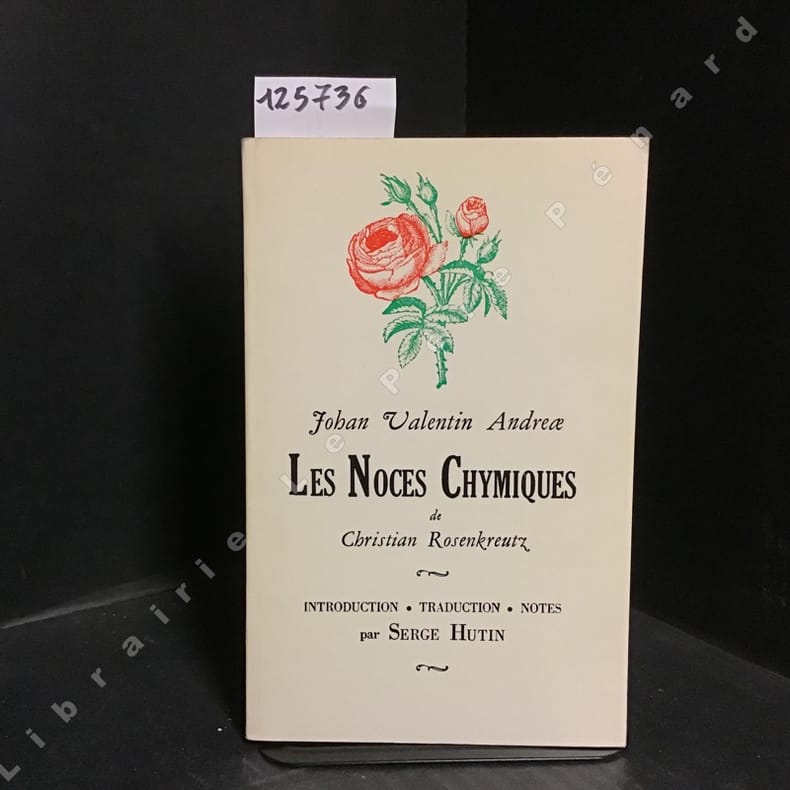 125736
Johan Valentin Andreæ
LES NOCES CHYMIQUES
de
Christian Rosenkreutz
INTRODUCTION • TRADUCTION • NOTES
par SERGE HUTIN
Librairie Le Père Pénard